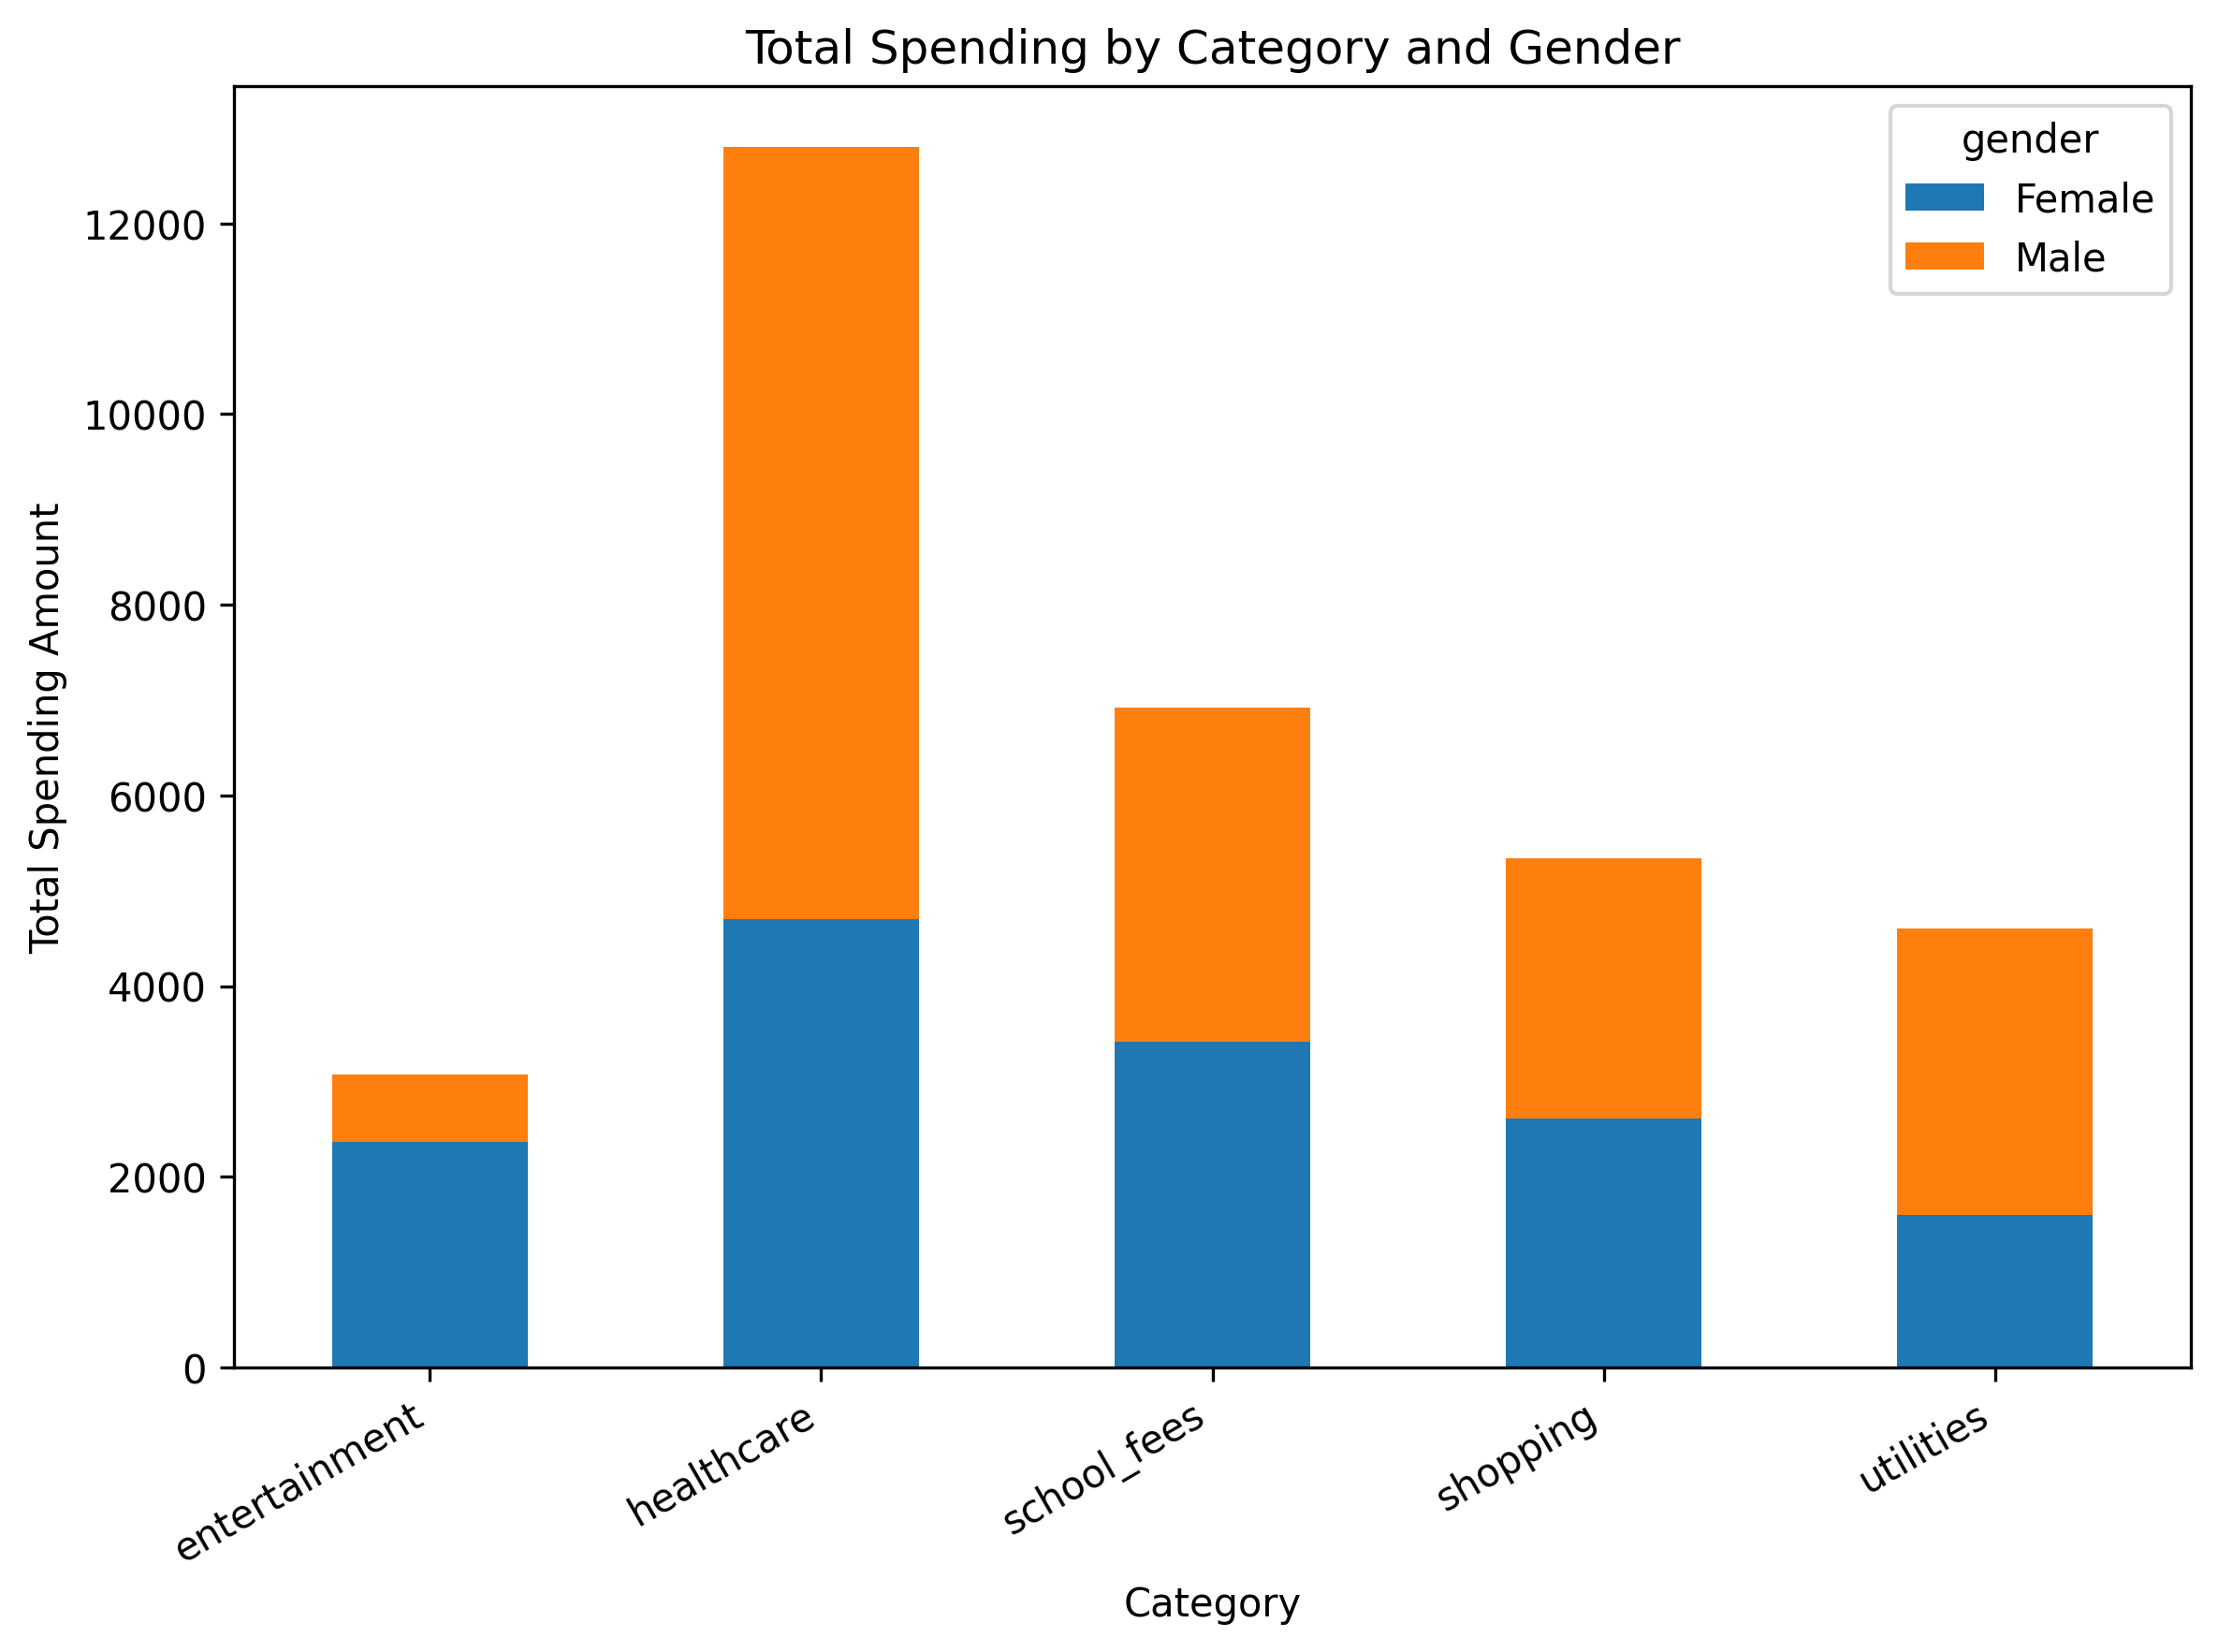 Total Spending by Category and Gender
gender
Female
Male
12000
10000
8000
6000
4000
2000
0
Total Spending Amount
entertainment
healthcare
school_fees
shopping
utilities
Category